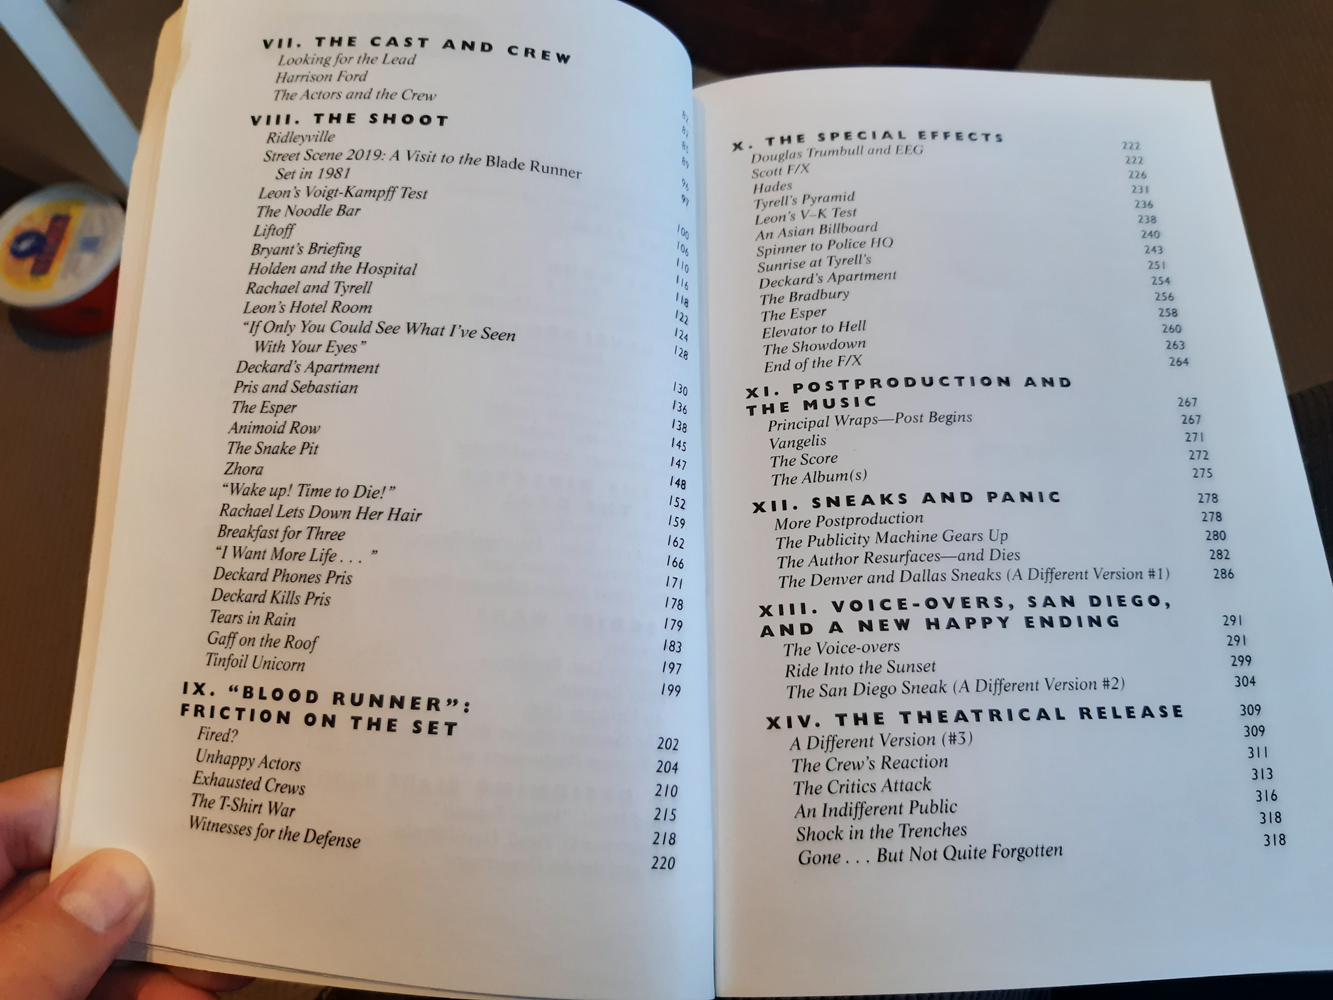 VII. THE CAST AND CREW 82
Looking for the Lead 82
Harrison Ford 85
The Actors and the Crew 89
VIII. THE SHOOT 96
Ridleyville 97
Street Scene 2019: A Visit to the Blade Runner
Set in 1981 100
Leon's Voigt-Kampff Test 106
The Noodle Bar 110
Liftoff 116
Bryant's Briefing 118
Holden and the Hospital 122
Rachael and Tyrell 124
Leon's Hotel Room 128
"If Only You Could See What I've Seen
With Your Eyes" 130
Deckard's Apartment 136
Pris and Sebastian 138
The Esper 145
Animoid Row 147
The Snake Pit 148
Zhora 152
"Wake up! Time to Die!" 159
Rachael Lets Down Her Hair 162
Breakfast for Three 166
"I Want More Life . . . " 171
Deckard Phones Pris 178
Deckard Kills Pris 179
Tears in Rain 183
Gaff on the Roof 197
Tinfoil Unicorn 199
IX. "BLOOD RUNNER":
FRICTION ON THE SET 202
Fired? 204
Unhappy Actors 210
Exhausted Crews 215
The T-Shirt War 218
Witnesses for the Defense 220
X. THE SPECIAL EFFECTS 222
Douglas Trumbull and EEG 222
Scott F/X 226
Hades 231
Tyrell's Pyramid 236
Leon's V–K Test 238
An Asian Billboard 240
Spinner to Police HQ 243
Sunrise at Tyrell's 251
Deckard's Apartment 254
The Bradbury 256
The Esper 258
Elevator to Hell 260
The Showdown 263
End of the F/X 264
XI. POSTPRODUCTION AND
THE MUSIC 267
Principal Wraps—Post Begins 267
Vangelis 271
The Score 272
The Album(s) 275
XII. SNEAKS AND PANIC 278
More Postproduction 278
The Publicity Machine Gears Up 280
The Author Resurfaces—and Dies 282
The Denver and Dallas Sneaks (A Different Version #1) 286
XIII. VOICE-OVERS, SAN DIEGO,
AND A NEW HAPPY ENDING 291
The Voice-overs 291
Ride Into the Sunset 299
The San Diego Sneak (A Different Version #2) 304
XIV. THE THEATRICAL RELEASE 309
A Different Version (#3) 309
The Crew's Reaction 311
The Critics Attack 313
An Indifferent Public 316
Shock in the Trenches 318
Gone . . . But Not Quite Forgotten 318